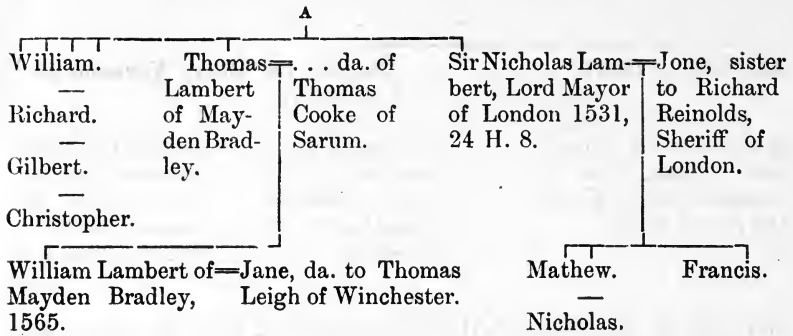 A
William.
—
Richard.
—
Gilbert.
—
Christopher.
Thomas=. . . da. of
Lambert
of May-
den Brad-
ley.
Thomas
Cooke of
Sarum.
Sir Nicholas Lam-=Jone, sister
bert, Lord Mayor
of London 1531,
24 H. 8.
to Richard
Reinolds,
Sheriff of
London.
William Lambert of=Jane, da. to Thomas
Mayden Bradley,
1565.
Leigh of Winchester.
Mathew.
—
Nicholas.
Francis.